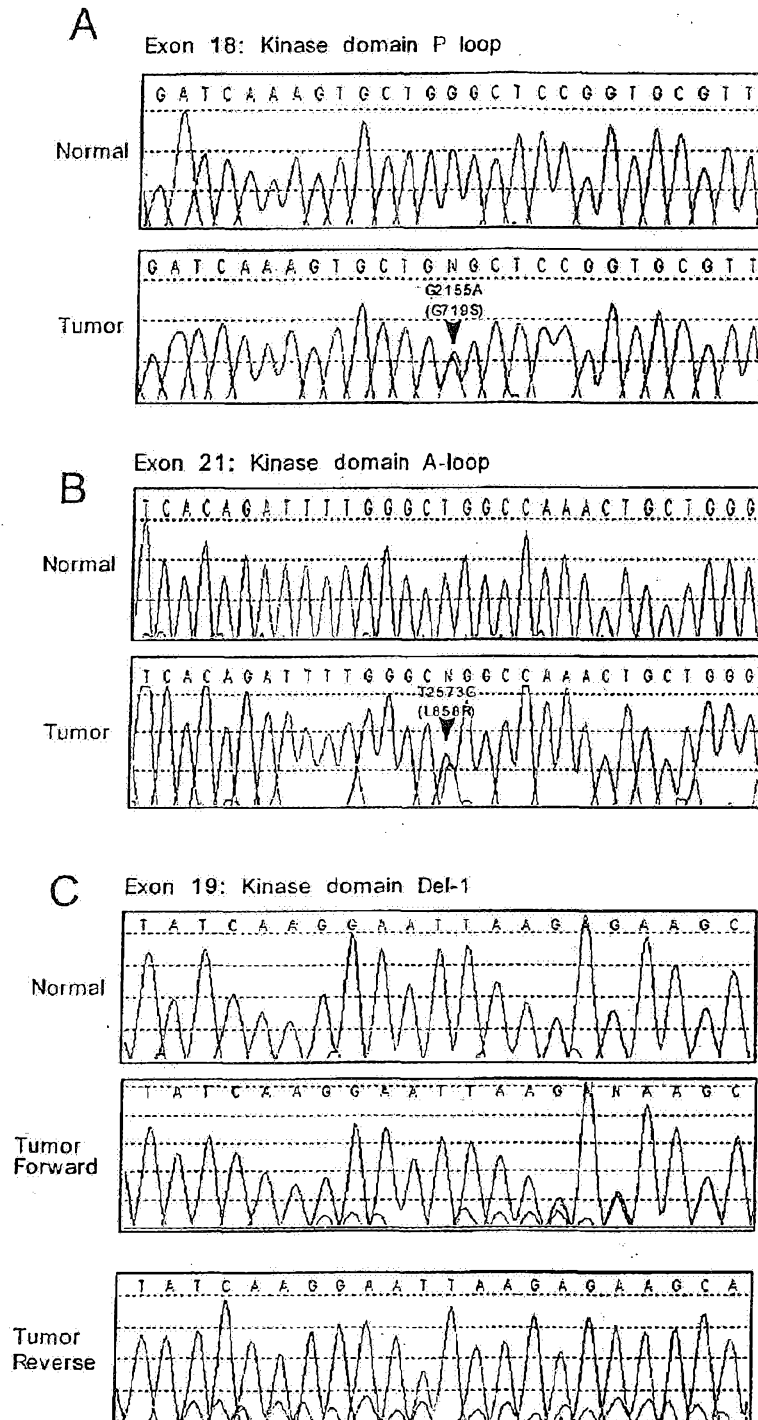 A
Exon 18: Kinase domain P loop
G A T C A A A G T G C T G G G C T C C G G T G C G T T
Normal
G A T C A A A G T G C T G N G C T C C G G T G C G T T
G2155A
(G719S)
Tumor
Exon 21: Kinase domain A-loop
B
T C A C A G A T T T T G G G C T G G C C A A A C T G C T G G G
Normal
T C A C A G A T T T T G G G C N G G C C A A A C T G C T G G G
T2573G
(L858R)
Tumor
C
Exon 19: Kinase domain Del-1
T A T C A A G G A A T T A A G A G A A G C
Normal
T A T C A A G G A A T T A A G A N A A G C
Tumor
Forward
T A T C A A G G A A T T A A G A G A A G C A
Tumor
Reverse